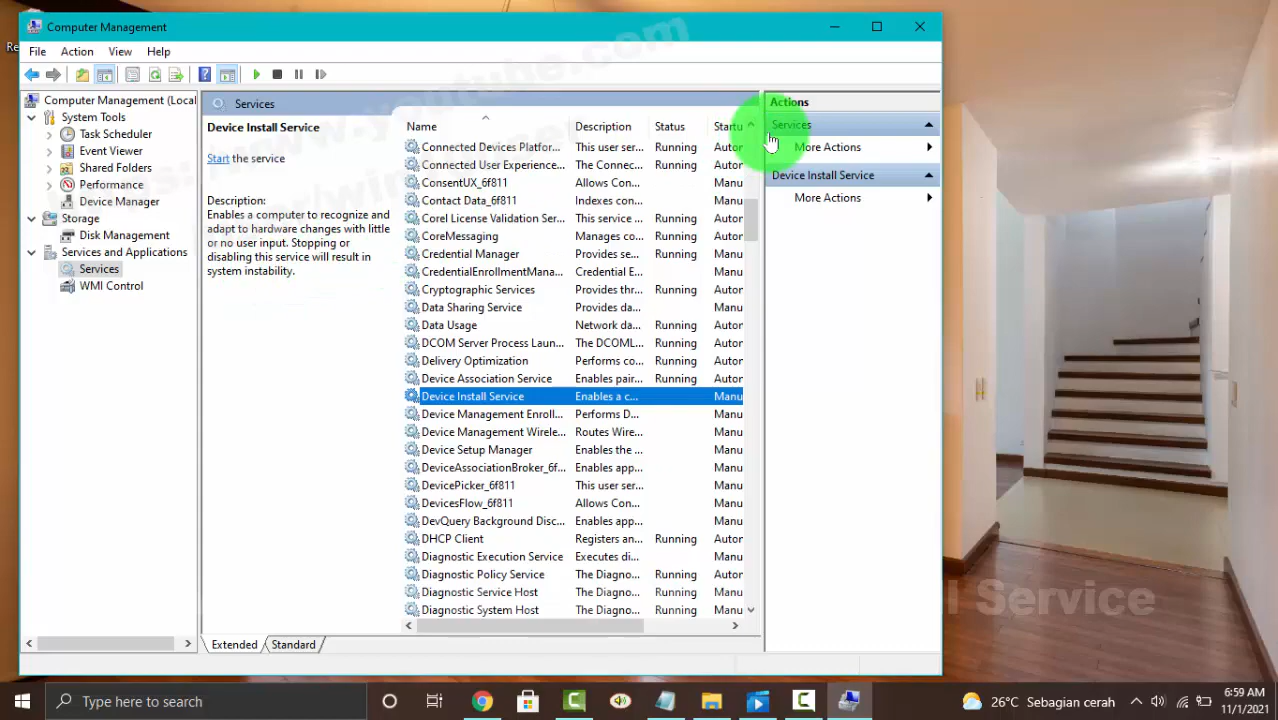 Computer Management
File Action View Help
Computer Management (Local
System Tools
Task Scheduler
Event Viewer
Shared Folders
Performance
Device Manager
Storage
Disk Management
Services and Applications
Services
WMI Control
Services
Device Install Service
Start the service
Description:
Enables a computer to recognize and
adapt to hardware changes with little
or no user input. Stopping or
disabling this service will result in
system instability.
Name Description Status Startu
Connected Devices Platfor... This user ser... Running Autor
Connected User Experience... The Connec... Running Autor
ConsentUX_6f811 Allows Con... Manu
Contact Data_6f811 Indexes con... Manu
Corel License Validation Ser... This service ... Running Autor
CoreMessaging Manages co... Running Autor
Credential Manager Provides se... Running Autor
CredentialEnrollmentMana... Credential E... Manu
Cryptographic Services Provides thr... Running Autor
Data Sharing Service Provides da... Manu
Data Usage Network da... Running Autor
DCOM Server Process Laun... The DCOML... Running Autor
Delivery Optimization Performs co... Running Autor
Device Association Service Enables pair... Running Autor
Device Install Service Enables a c... Manu
Device Management Enroll... Performs D... Manu
Device Management Wirele... Routes Wire... Manu
Device Setup Manager Enables the ... Manu
DeviceAssociationBroker_6f... Enables app... Manu
DevicePicker_6f811 This user ser... Manu
DevicesFlow_6f811 Allows Con... Manu
DevQuery Background Disc... Enables app... Manu
DHCP Client Registers an... Running Autor
Diagnostic Execution Service Executes di... Manu
Diagnostic Policy Service The Diagno... Running Autor
Diagnostic Service Host The Diagno... Running Manu
Diagnostic System Host The Diagno... Running Manu
Extended Standard
Actions
Services
More Actions
Device Install Service
More Actions
l Service
Type here to search
26°C Sebagian cerah
6:59 AM
11/1/2021